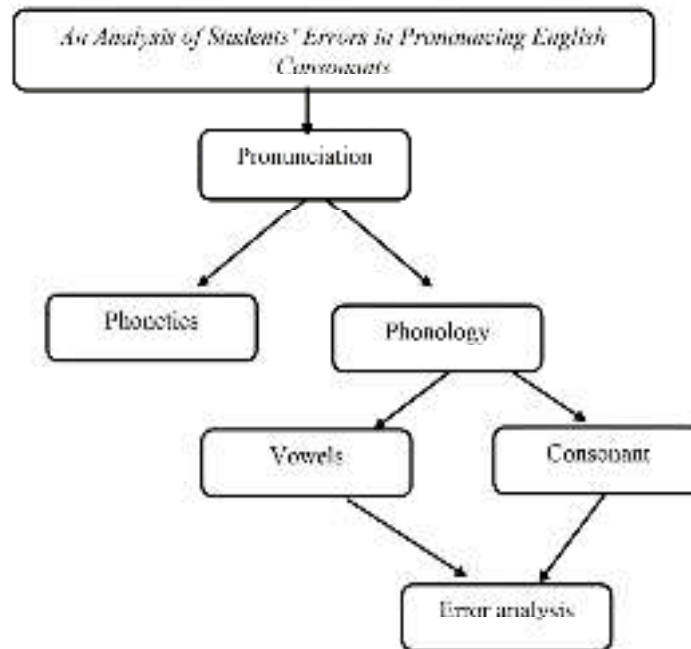 An Analysis of Students' Errors in Pronouncing English
Consonants
Pronunciation
Phonetics
Phonology
Vowels
Consonant
Error analysis